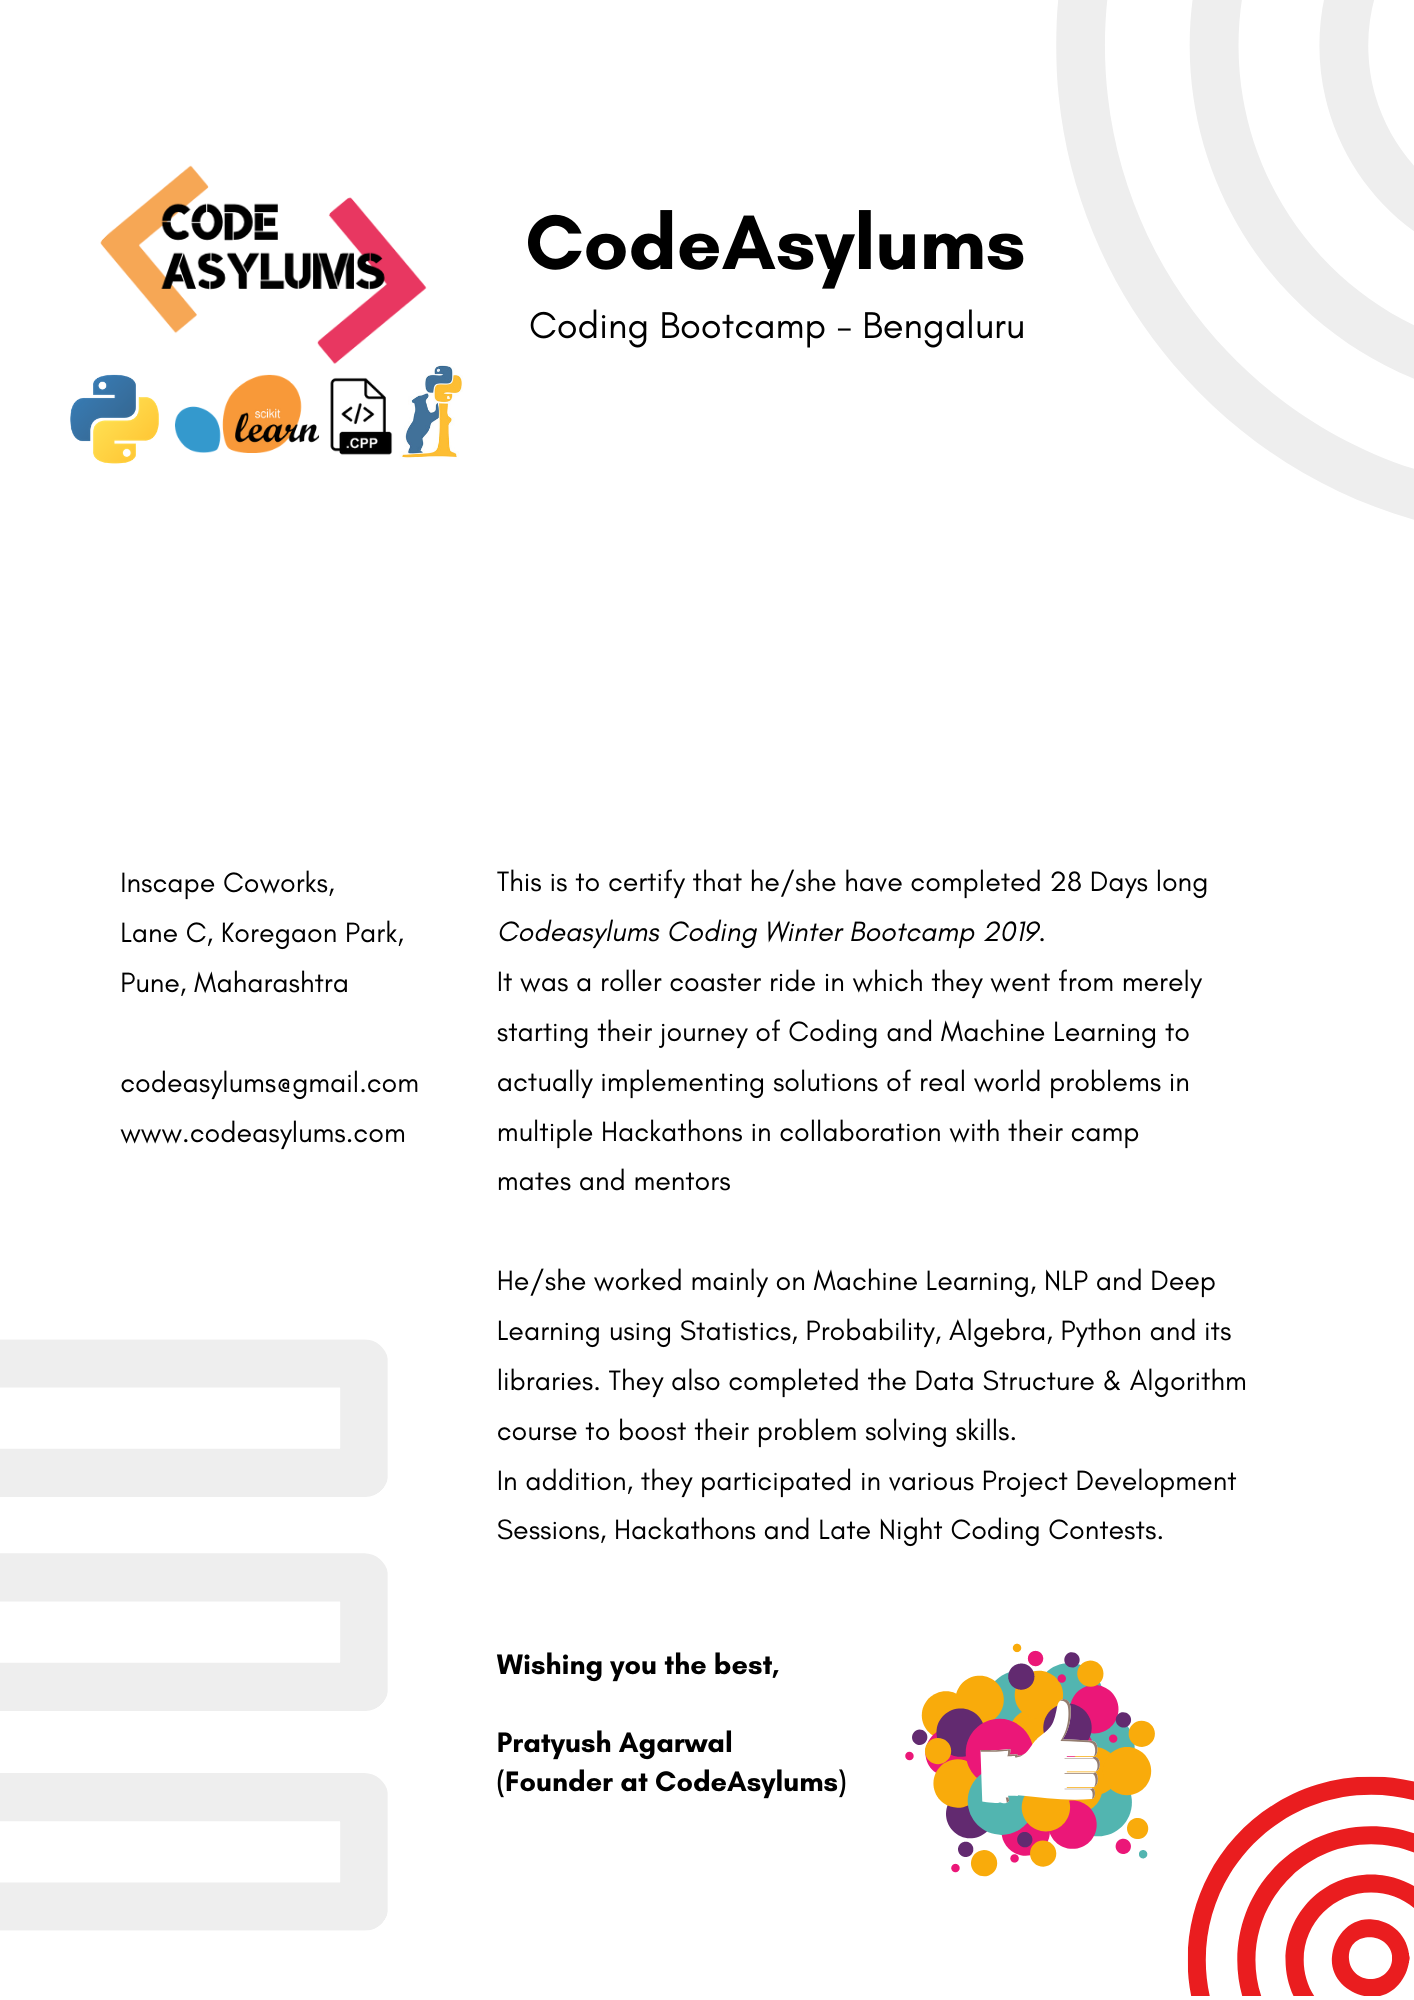 CODE
ASYLUMS
CodeAsylums
Coding Bootcamp - Bengaluru
scikit
learn
</>
.CPP
Inscape Coworks,
Lane C, Koregaon Park,
Pune, Maharashtra
codeasylums@gmail.com
www.codeasylums.com
This is to certify that he/she have completed 28 Days long
Codeasylums Coding Winter Bootcamp 2019.
It was a roller coaster ride in which they went from merely
starting their journey of Coding and Machine Learning to
actually implementing solutions of real world problems in
multiple Hackathons in collaboration with their camp
mates and mentors
He/she worked mainly on Machine Learning, NLP and Deep
Learning using Statistics, Probability, Algebra, Python and its
libraries. They also completed the Data Structure & Algorithm
course to boost their problem solving skills.
In addition, they participated in various Project Development
Sessions, Hackathons and Late Night Coding Contests.
Wishing you the best,
Pratyush Agarwal
(Founder at CodeAsylums)